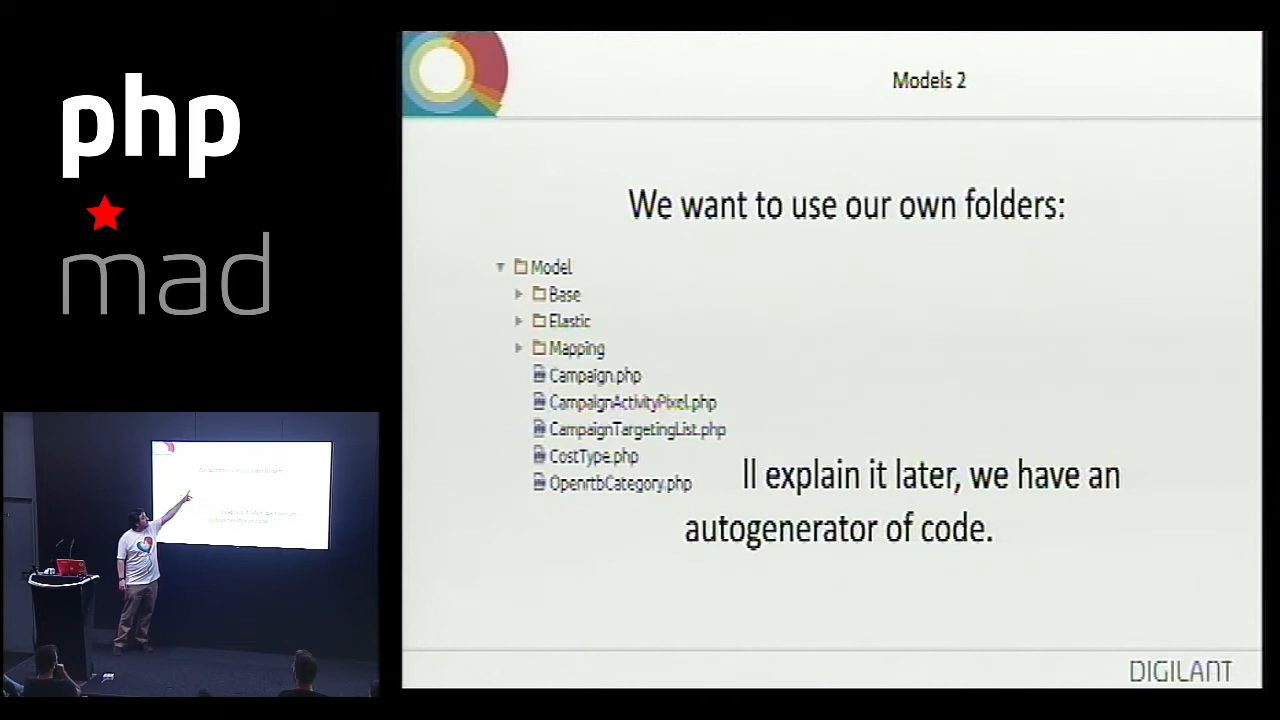 php
mad
Models 2
We want to use our own folders:
Model
Base
Elastic
Mapping
Campaign.php
CampaignActivityPixel.php
CampaignTargetingList.php
CostType.php
OpenrtbCategory.php
ll explain it later, we have an
autogenerator of code.
DIGILANT